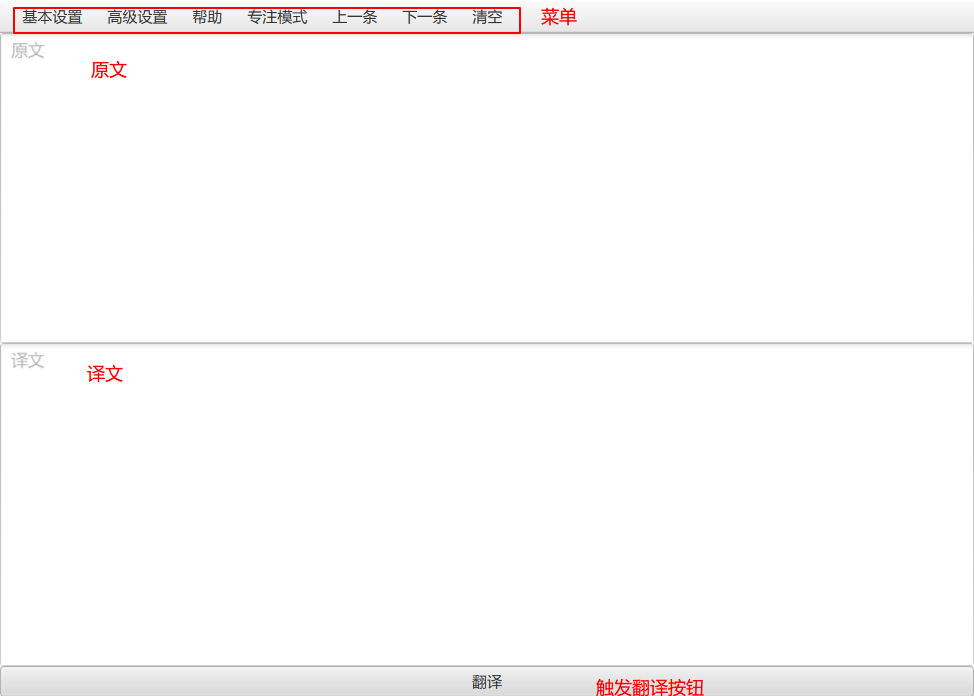 基本设置 高级设置 帮助 专注模式 上一条 下一条 清空 菜单
原文
原文
译文
译文
翻译 触发翻译按钮